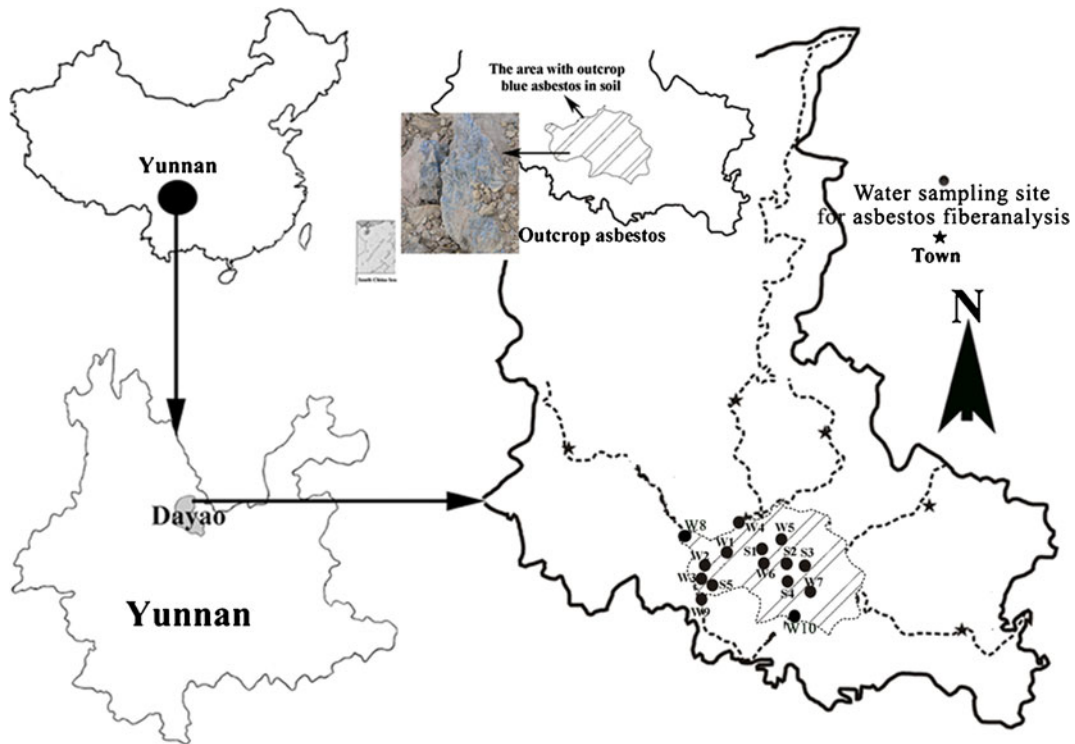 The area with outcrop
blue asbestos in soil
Yunnan
Outcrop asbestos
South China Sea
Water sampling site
for asbestos fiberanalysis
Town
N
Dayao
Yunnan
W8
W4
W5
W1
S1
W2
W6
S2
S3
W3
S5
S4
W7
W9
W10